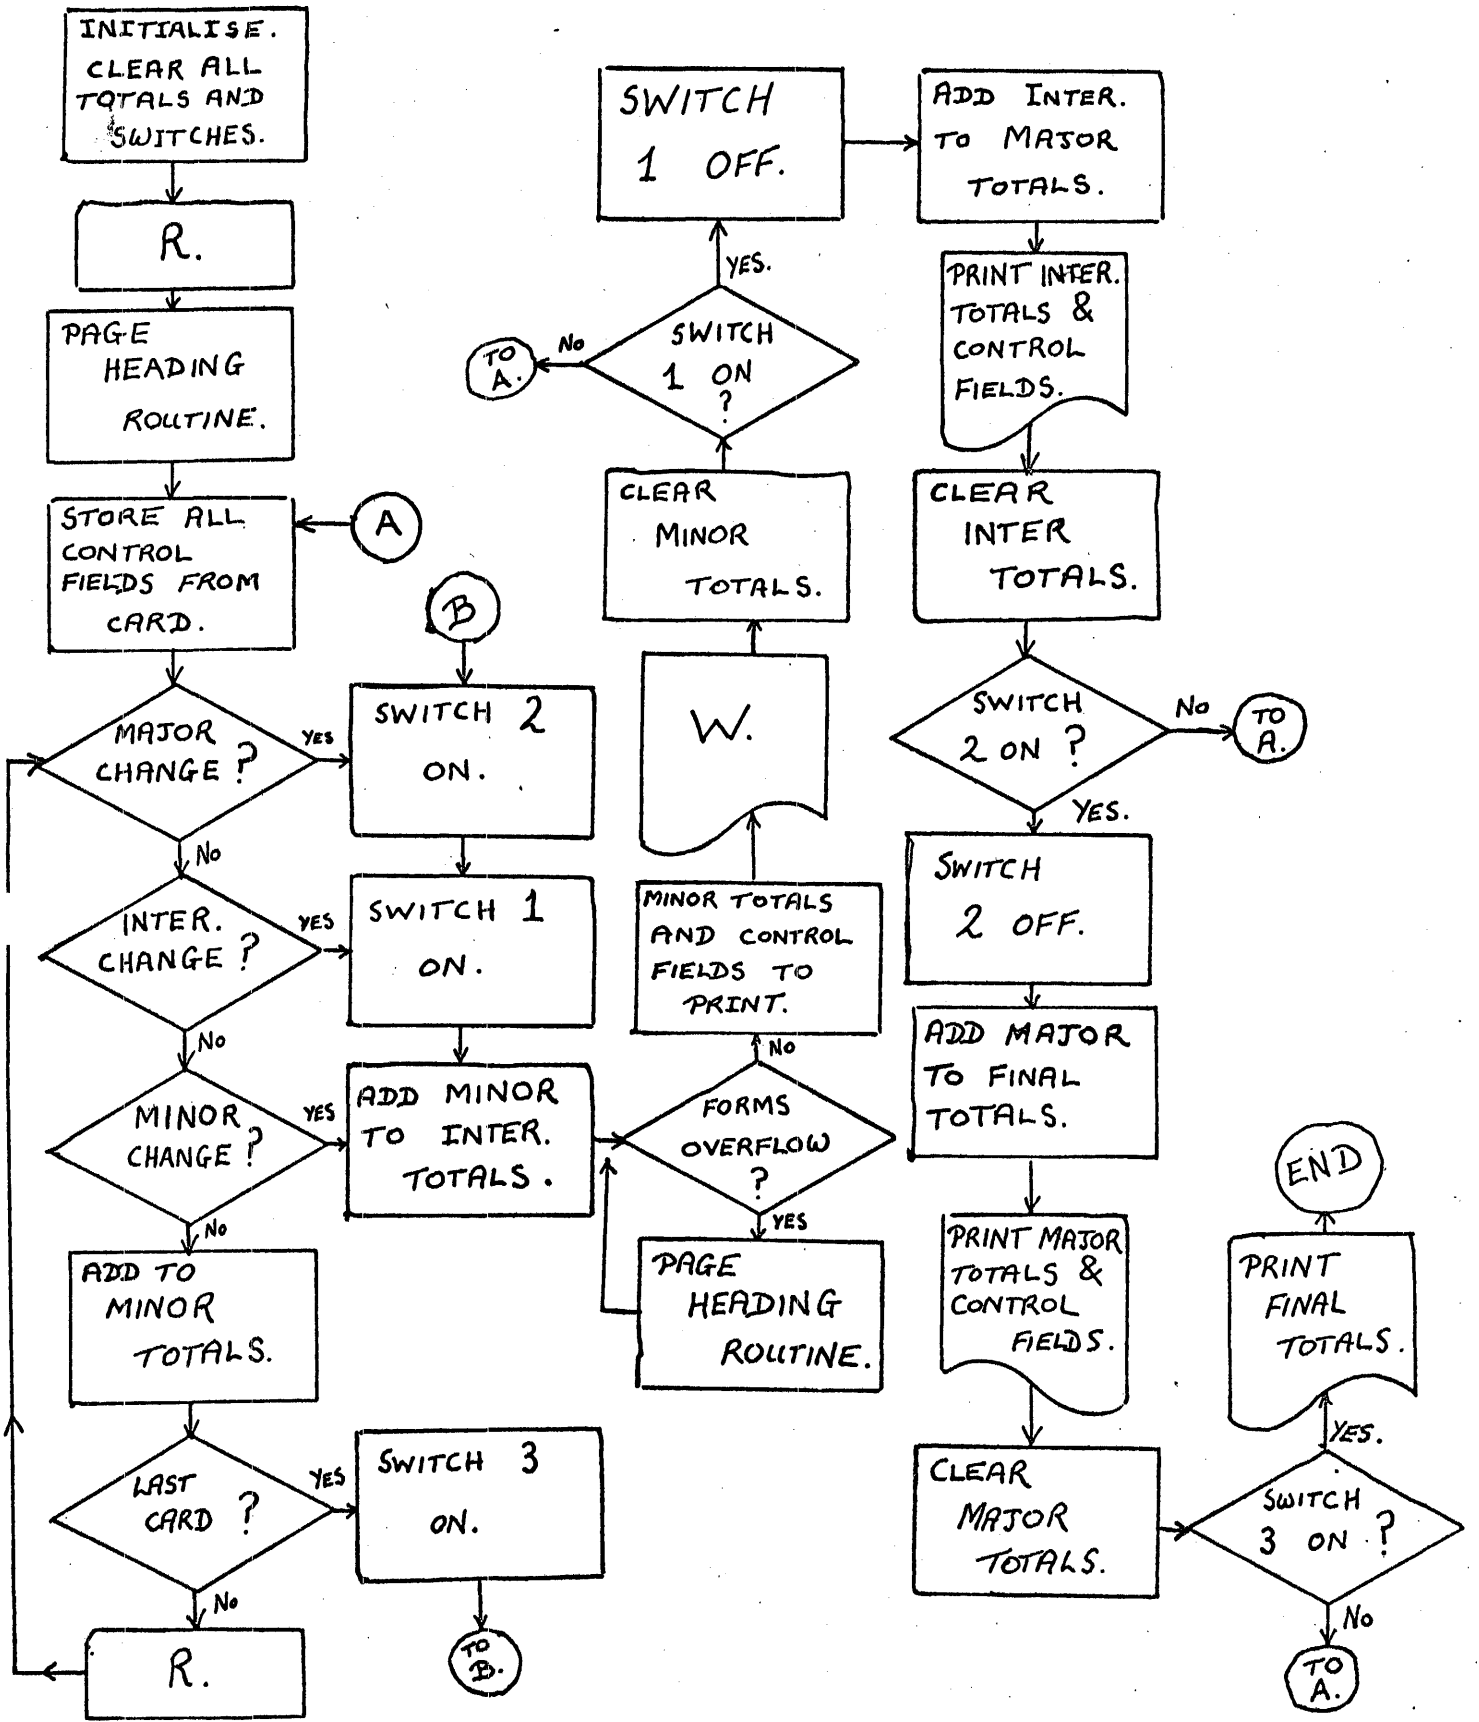 INITIALISE.
CLEAR ALL
TOTALS AND
SWITCHES.
R.
PAGE
HEADING
ROUTINE.
STORE ALL
CONTROL
FIELDS FROM
CARD.
A
B
MAJOR
CHANGE?
YES
NO
SWITCH 2
ON.
INTER.
CHANGE?
YES
NO
SWITCH 1
ON.
MINOR
CHANGE?
YES
NO
ADD MINOR
TO INTER.
TOTALS.
ADD TO
MINOR
TOTALS.
LAST
CARD ?
YES
NO
SWITCH 3
ON.
TO
B.
R.
FORMS
OVERFLOW
?
NO
YES
PAGE
HEADING
ROUTINE.
MINOR TOTALS
AND CONTROL
FIELDS TO
PRINT.
W.
CLEAR
MINOR
TOTALS.
SWITCH
1 ON
?
NO
TO
A.
YES.
SWITCH
1 OFF.
ADD INTER.
TO MAJOR
TOTALS.
PRINT INTER.
TOTALS &
CONTROL
FIELDS.
CLEAR
INTER
TOTALS.
SWITCH
2 ON ?
NO
TO
A.
YES.
SWITCH
2 OFF.
ADD MAJOR
TO FINAL
TOTALS.
PRINT MAJOR
TOTALS &
CONTROL
FIELDS.
CLEAR
MAJOR
TOTALS.
SWITCH
3 ON ?
YES.
NO
TO
A.
PRINT
FINAL
TOTALS.
END